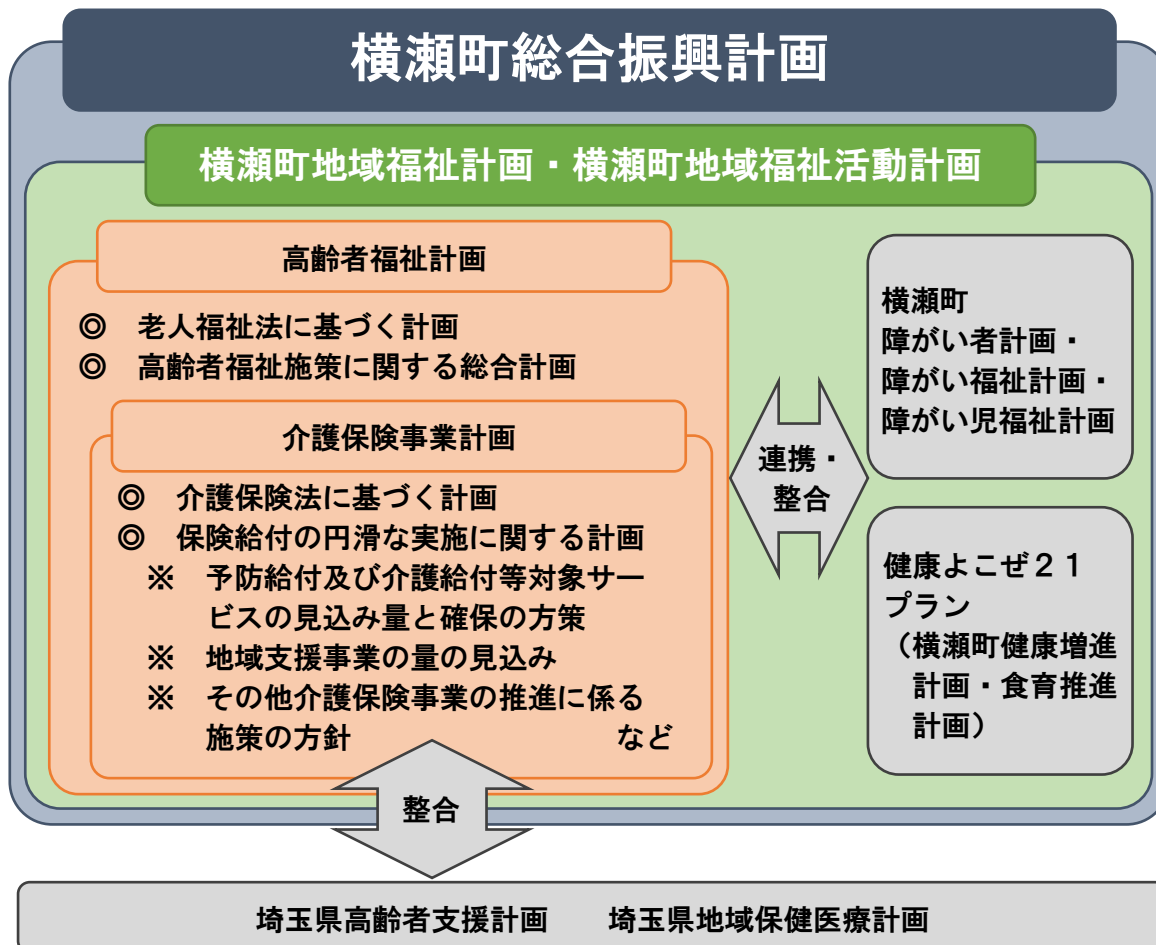 横瀬町総合振興計画
横瀬町地域福祉計画・横瀬町地域福祉活動計画
高齢者福祉計画
◎ 老人福祉法に基づく計画
◎ 高齢者福祉施策に関する総合計画
介護保険事業計画
◎ 介護保険法に基づく計画
◎ 保険給付の円滑な実施に関する計画
※ 予防給付及び介護給付等対象サー
ビスの見込み量と確保の方策
※ 地域支援事業の量の見込み
※ その他介護保険事業の推進に係る
施策の方針 など
連携・
整合
横瀬町
障がい者計画・
障がい福祉計画・
障がい児福祉計画
健康よこぜ２１
プラン
（横瀬町健康増進
計画・食育推進
計画）
整合
埼玉県高齢者支援計画 埼玉県地域保健医療計画